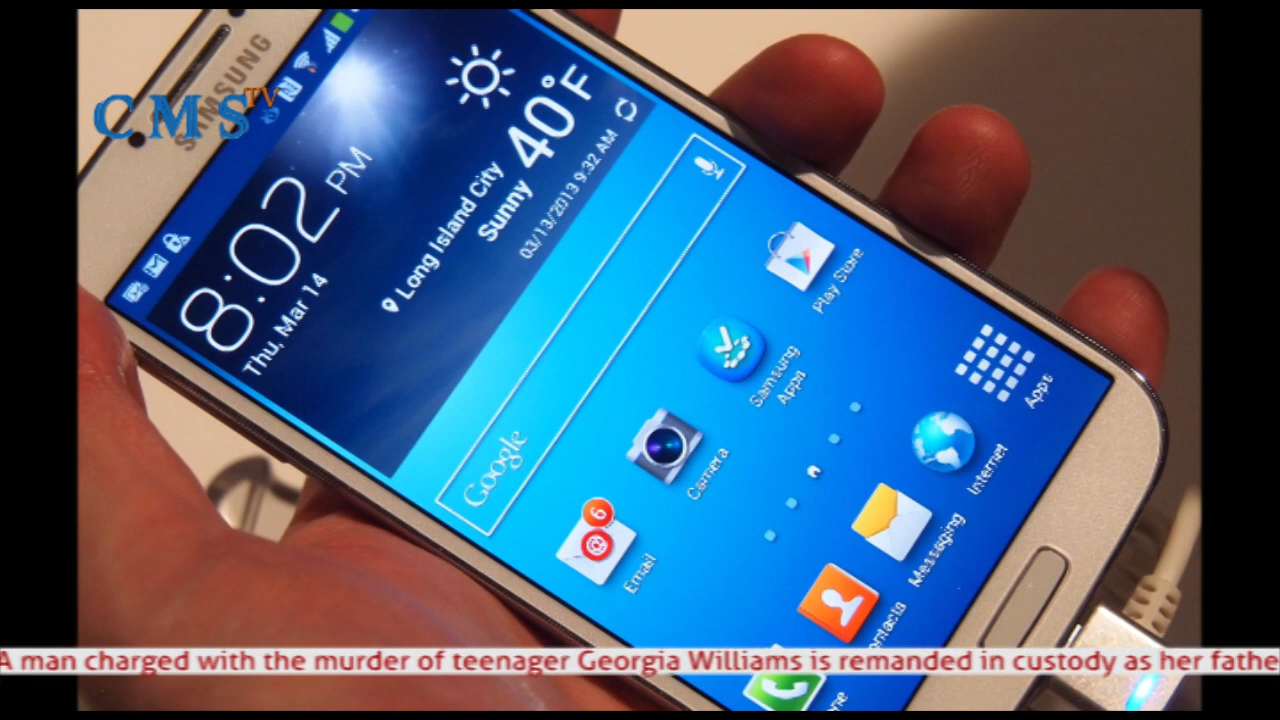 SAMSUNG
CMS TV
8:02 PM
Thu, Mar 14
Long Island City
Sunny
40°F
03/13/2013 9:32 AM
Google
Play Store
Samsung
Apps
Camera
6
Email
Apps
Internet
Messaging
A man charged with the murder of teenager Georgia Williams is remanded in custody as her fathe